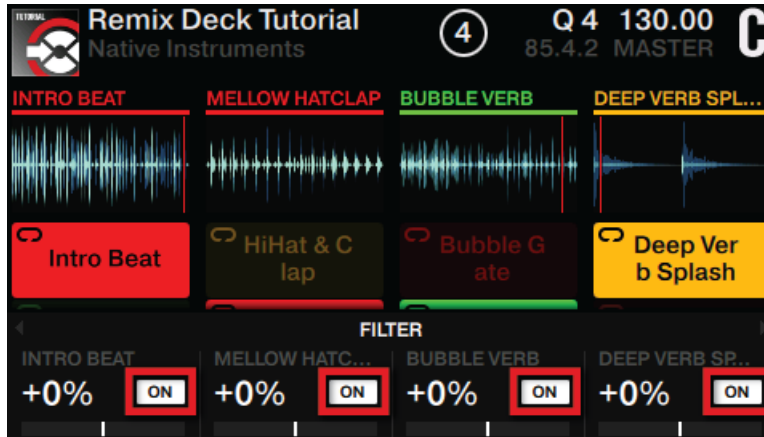 TUTORIAL
Remix Deck Tutorial
Native Instruments
4
Q 4 130.00
85.4.2 MASTER
C
INTRO BEAT MELLOW HATCLAP BUBBLE VERB DEEP VERB SPL...
Intro Beat
HiHat & C
lap
Bubble G
ate
Deep Ver
b Splash
FILTER
INTRO BEAT MELLOW HATC... BUBBLE VERB DEEP VERB SP...
+0% ON +0% ON +0% ON +0% ON